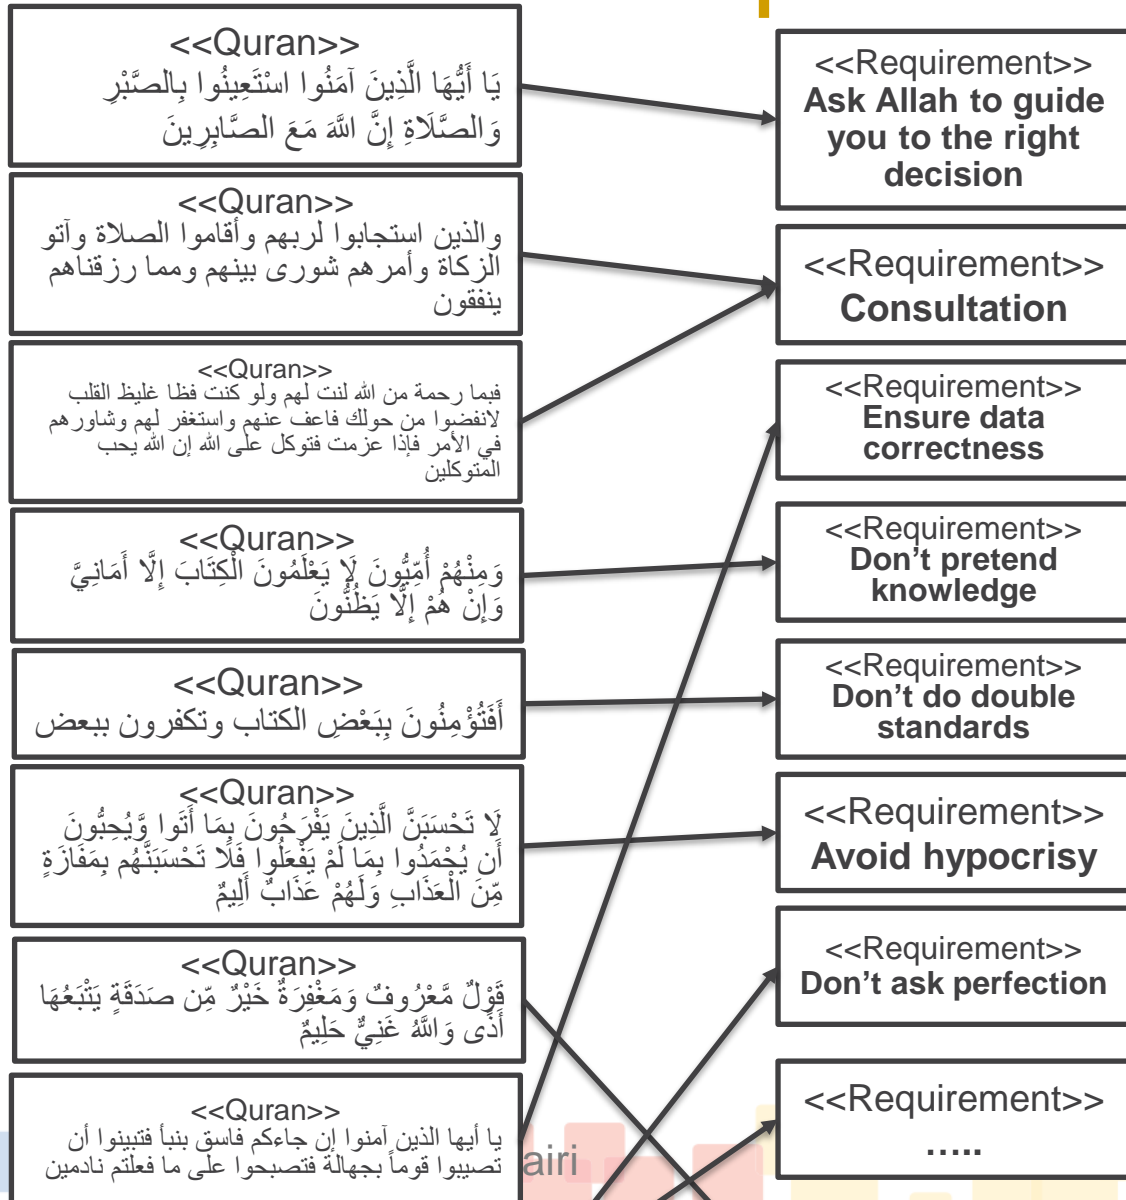 <<Quran>>
يَا أَيُّهَا الَّذِينَ آمَنُوا اسْتَعِينُوا بِالصَّبْرِ
وَالصَّلَاةِ إِنَّ اللَّهَ مَعَ الصَّابِرِينَ
<<Quran>>
والذين استجابوا لربهم وأقاموا الصلاة وآتو
الزكاة وأمرهم شورى بينهم ومما رزقناهم
ينفقون
<<Quran>>
فبما رحمة من الله لنت لهم ولو كنت فظا غليظ القلب
لانفضوا من حولك فاعف عنهم واستغفر لهم وشاورهم
في الأمر فإذا عزمت فتوكل على الله إن الله يحب
المتوكلين
<<Quran>>
وَمِنْهُمْ أُمِّيُّونَ لَا يَعْلَمُونَ الْكِتَابَ إِلَّا أَمَانِيَّ
وَإِنْ هُمْ إِلَّا يَظُنُّونَ
<<Quran>>
أَفَتُؤْمِنُونَ بِبَعْضِ الكتاب وتكفرون ببعض
<<Quran>>
لَا تَحْسَبَنَّ الَّذِينَ يَفْرَحُونَ بِمَا أَتَوا وَّيُحِبُّونَ
أَن يُحْمَدُوا بِمَا لَمْ يَفْعَلُوا فَلَا تَحْسَبَنَّهُم بِمَفَازَةٍ
مِّنَ الْعَذَابِ وَلَهُمْ عَذَابٌ أَلِيمٌ
<<Quran>>
قَوْلٌ مَّعْرُوفٌ وَمَغْفِرَةٌ خَيْرٌ مِّن صَدَقَةٍ يَتْبَعُهَا
أَذًى وَاللَّهُ غَنِيٌّ حَلِيمٌ
<<Quran>>
يا أيها الذين آمنوا إن جاءكم فاسق بنبأ فتبينوا أن
تصيبوا قوماً بجهالة فتصبحوا على ما فعلتم نادمين
<<Requirement>>
Ask Allah to guide
you to the right
decision
<<Requirement>>
Consultation
<<Requirement>>
Ensure data
correctness
<<Requirement>>
Don’t pretend
knowledge
<<Requirement>>
Don’t do double
standards
<<Requirement>>
Avoid hypocrisy
<<Requirement>>
Don’t ask perfection
<<Requirement>>
…..
airi